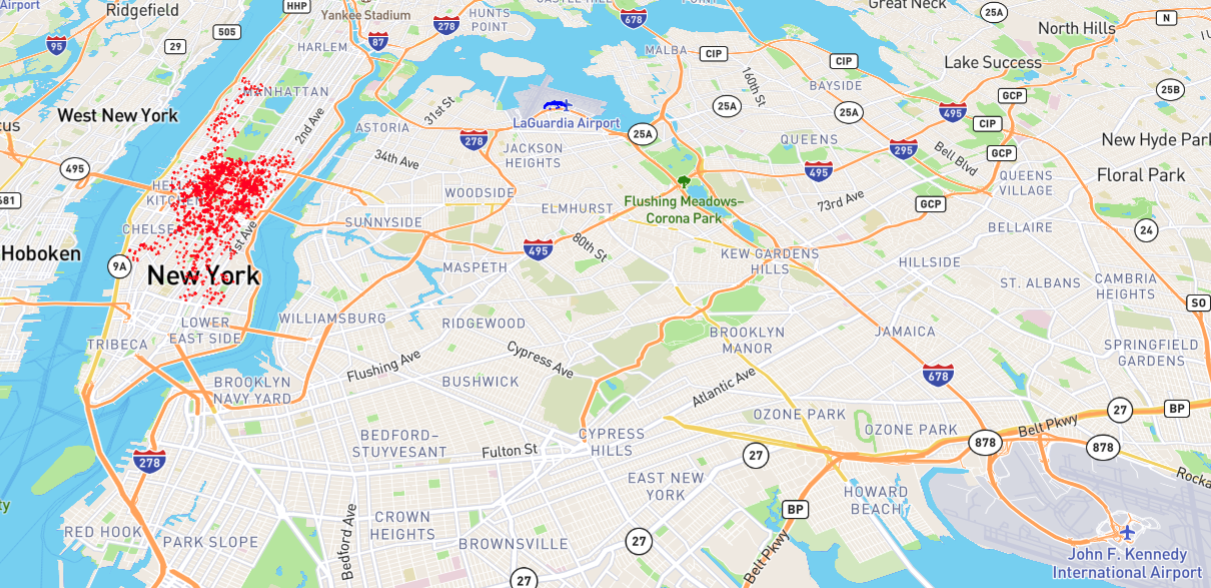 Airport
Ridgefield
HHP
Yankee Stadium
HUNTS
POINT
278
CASTLE HILL
678
POINT
Great Neck
25A
N
North Hills
95
29
505
87
HARLEM
MALBA
CIP
CIP
160th St
BAYSIDE
Lake Success
GCP
25B
MANHATTAN
West New York
2nd Ave
31st St
ASTORIA
LaGuardia Airport
25A
25A
25A
495
CIP
GCP
278
JACKSON
HEIGHTS
QUEENS
295
Bell Blvd
New Hyde Park
495
34th Ave
WOODSIDE
495
QUEENS
VILLAGE
Floral Park
681
KITCHEN
CHELSEA
1st Ave
SUNNYSIDE
ELMHURST
Flushing Meadows–
Corona Park
73rd Ave
GCP
BELLAIRE
24
Hoboken
9A
New York
495
80th St
MASPETH
KEW GARDENS
HILLS
HILLSIDE
ST. ALBANS
CAMBRIA
HEIGHTS
SO
LOWER
EAST SIDE
WILLIAMSBURG
RIDGEWOOD
BROOKLYN
MANOR
JAMAICA
TRIBECA
SPRINGFIELD
GARDENS
Flushing Ave
Cypress Ave
BROOKLYN
NAVY YARD
BUSHWICK
Atlantic Ave
678
OZONE PARK
OZONE PARK
27
BP
Belt Pkwy
BEDFORD–
STUYVESANT
Fulton St
CYPRESS
HILLS
27
878
878
278
EAST NEW
YORK
HOWARD
BEACH
BP
RED HOOK
PARK SLOPE
Bedford Ave
CROWN
HEIGHTS
BROWNSVILLE
27
27
Belt Pkwy
John F. Kennedy
International Airport